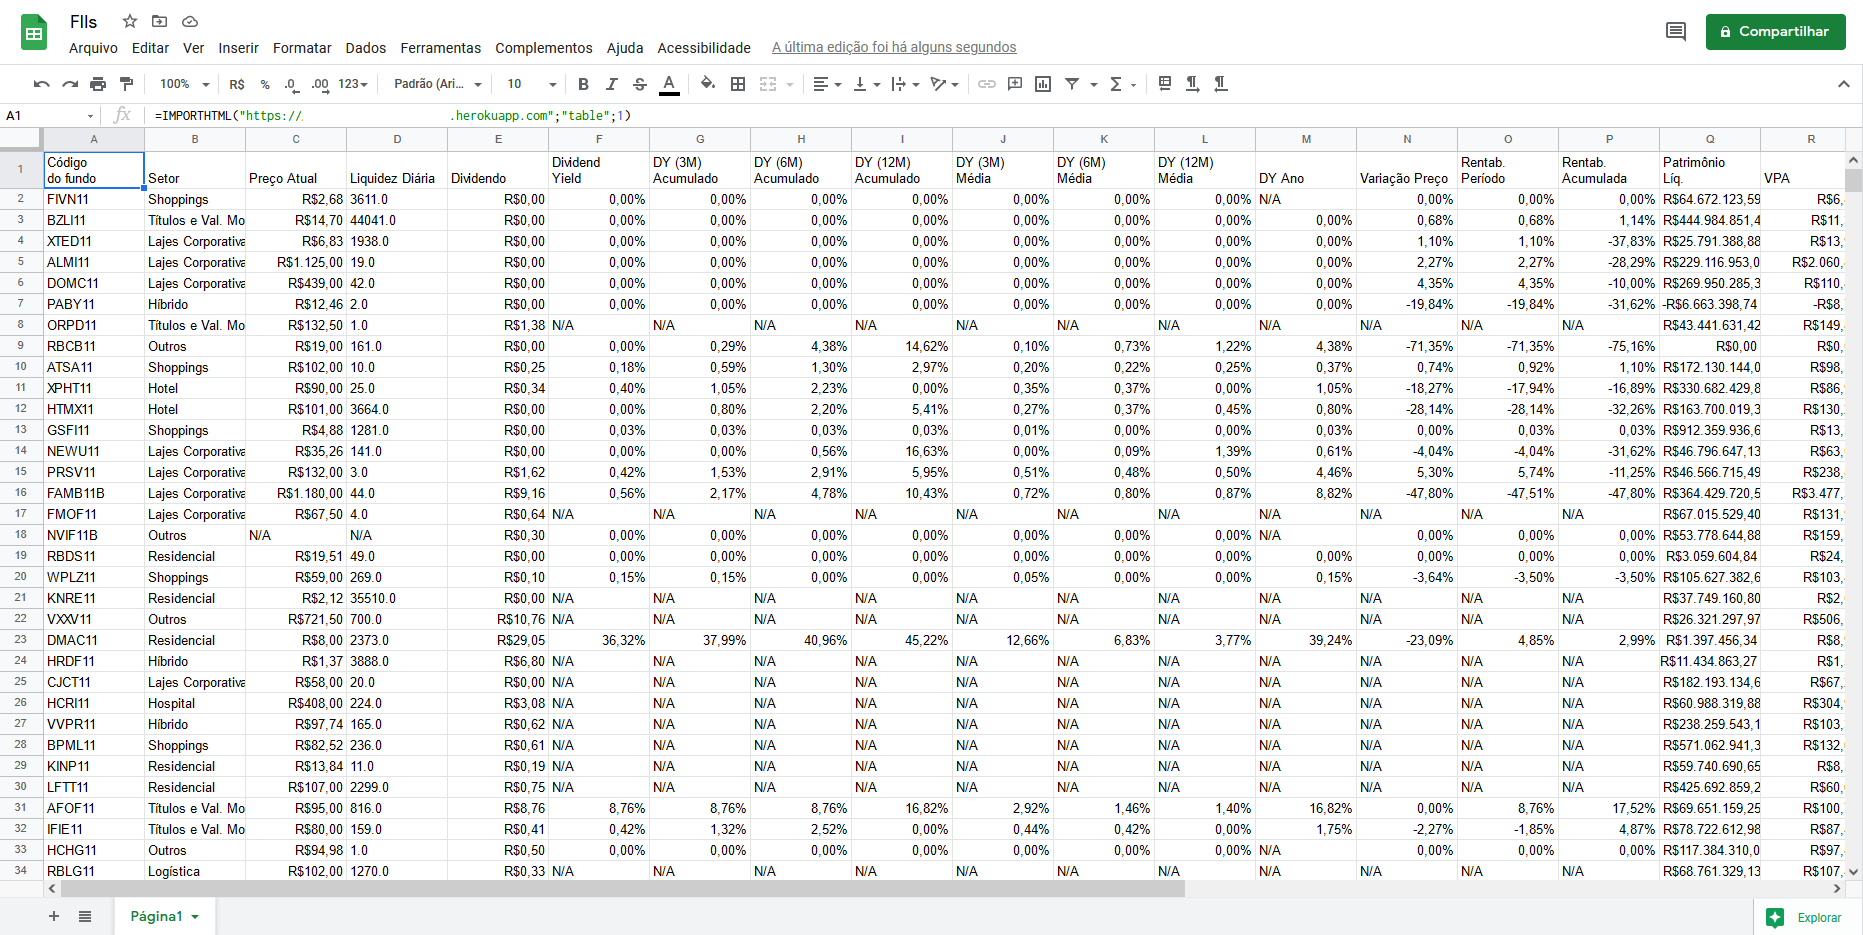 FIIs
Arquivo Editar Ver Inserir Formatar Dados Ferramentas Complementos Ajuda Acessibilidade A última edição foi há alguns segundos
Compartilhar
100% R$ % .0 .00 123 Padrão (Ari... 10 B I S A
A1 fx =IMPORTHTML("https:// .herokuapp.com";"table";1)
A B C D E F G H I J K L M N O P Q R
1 Código do fundo Setor Preço Atual Liquidez Diária Dividendo Dividend Yield DY (3M) Acumulado DY (6M) Acumulado DY (12M) Acumulado DY (3M) Média DY (6M) Média DY (12M) Média DY Ano Variação Preço Rentab. Período Rentab. Acumulada Patrimônio Líq. VPA
2 FIVN11 Shoppings R$2,68 3611.0 R$0,00 0,00% 0,00% 0,00% 0,00% 0,00% 0,00% 0,00% N/A 0,00% 0,00% 0,00% R$64.672.123,59 R$6,
3 BZLI11 Títulos e Val. Mo R$14,70 44041.0 R$0,00 0,00% 0,00% 0,00% 0,00% 0,00% 0,00% 0,00% 0,00% 0,68% 0,68% 1,14% R$444.984.851,4 R$11,
4 XTED11 Lajes Corporativa R$6,83 1938.0 R$0,00 0,00% 0,00% 0,00% 0,00% 0,00% 0,00% 0,00% 0,00% 1,10% 1,10% -37,83% R$25.791.388,88 R$13,
5 ALMI11 Lajes Corporativa R$1.125,00 19.0 R$0,00 0,00% 0,00% 0,00% 0,00% 0,00% 0,00% 0,00% 0,00% 2,27% 2,27% -28,29% R$229.116.953,0 R$2.060,
6 DOMC11 Lajes Corporativa R$439,00 42.0 R$0,00 0,00% 0,00% 0,00% 0,00% 0,00% 0,00% 0,00% 0,00% 4,35% 4,35% -10,00% R$269.950.285,3 R$110,
7 PABY11 Híbrido R$12,46 2.0 R$0,00 0,00% 0,00% 0,00% 0,00% 0,00% 0,00% 0,00% 0,00% -19,84% -19,84% -31,62% -R$6.663.398,74 -R$8,
8 ORPD11 Títulos e Val. Mo R$132,50 1.0 R$1,38 N/A N/A N/A N/A N/A N/A N/A N/A N/A N/A N/A R$43.441.631,42 R$149,
9 RBCB11 Outros R$19,00 161.0 R$0,00 0,00% 0,29% 4,38% 14,62% 0,10% 0,73% 1,22% 4,38% -71,35% -71,35% -75,16% R$0,00 R$0,
10 ATSA11 Shoppings R$102,00 10.0 R$0,25 0,18% 0,59% 1,30% 2,97% 0,20% 0,22% 0,25% 0,37% 0,74% 0,92% 1,10% R$172.130.144,0 R$98,
11 XPHT11 Hotel R$90,00 25.0 R$0,34 0,40% 1,05% 2,23% 0,00% 0,35% 0,37% 0,00% 1,05% -18,27% -17,94% -16,89% R$330.682.429,8 R$86,
12 HTMX11 Hotel R$101,00 3664.0 R$0,00 0,00% 0,80% 2,20% 5,41% 0,27% 0,37% 0,45% 0,80% -28,14% -28,14% -32,26% R$163.700.019,3 R$130,
13 GSFI11 Shoppings R$4,88 1281.0 R$0,00 0,03% 0,03% 0,03% 0,03% 0,01% 0,00% 0,00% 0,03% 0,00% 0,03% 0,03% R$912.359.936,6 R$13,
14 NEWU11 Lajes Corporativa R$35,26 141.0 R$0,00 0,00% 0,00% 0,56% 16,63% 0,00% 0,09% 1,39% 0,61% -4,04% -4,04% -31,62% R$46.796.647,13 R$63,
15 PRSV11 Lajes Corporativa R$132,00 3.0 R$1,62 0,42% 1,53% 2,91% 5,95% 0,51% 0,48% 0,50% 4,46% 5,30% 5,74% -11,25% R$46.566.715,49 R$238,
16 FAMB11B Lajes Corporativa R$1.180,00 44.0 R$9,16 0,56% 2,17% 4,78% 10,43% 0,72% 0,80% 0,87% 8,82% -47,80% -47,51% -47,80% R$364.429.720,5 R$3.477,
17 FMOF11 Lajes Corporativa R$67,50 4.0 R$0,64 N/A N/A N/A N/A N/A N/A N/A N/A N/A N/A N/A R$67.015.529,40 R$131,
18 NVIF11B Outros N/A N/A R$0,30 0,00% 0,00% 0,00% 0,00% 0,00% 0,00% 0,00% N/A 0,00% 0,00% 0,00% R$53.778.644,88 R$159,
19 RBDS11 Residencial R$19,51 49.0 R$0,00 0,00% 0,00% 0,00% 0,00% 0,00% 0,00% 0,00% 0,00% 0,00% 0,00% 0,00% R$3.059.604,84 R$24,
20 WPLZ11 Shoppings R$59,00 269.0 R$0,10 0,15% 0,15% 0,00% 0,00% 0,05% 0,00% 0,00% 0,15% -3,64% -3,50% -3,50% R$105.627.382,6 R$103,
21 KNRE11 Residencial R$2,12 35510.0 R$0,00 N/A N/A N/A N/A N/A N/A N/A N/A N/A N/A N/A R$37.749.160,80 R$2,
22 VXXV11 Outros R$721,50 700.0 R$10,76 N/A N/A N/A N/A N/A N/A N/A N/A N/A N/A N/A R$26.321.297,97 R$506,
23 DMAC11 Residencial R$8,00 2373.0 R$29,05 36,32% 37,99% 40,96% 45,22% 12,66% 6,83% 3,77% 39,24% -23,09% 4,85% 2,99% R$1.397.456,34 R$8,
24 HRDF11 Híbrido R$1,37 3888.0 R$6,80 N/A N/A N/A N/A N/A N/A N/A N/A N/A N/A N/A R$11.434.863,27 R$1,
25 CJCT11 Lajes Corporativa R$58,00 20.0 R$0,00 N/A N/A N/A N/A N/A N/A N/A N/A N/A N/A N/A R$182.193.134,6 R$67,
26 HCRI11 Hospital R$408,00 224.0 R$3,08 N/A N/A N/A N/A N/A N/A N/A N/A N/A N/A N/A R$60.988.319,88 R$304,
27 VVPR11 Híbrido R$97,74 165.0 R$0,62 N/A N/A N/A N/A N/A N/A N/A N/A N/A N/A N/A R$238.259.543,1 R$103,
28 BPML11 Shoppings R$82,52 236.0 R$0,61 N/A N/A N/A N/A N/A N/A N/A N/A N/A N/A N/A R$571.062.941,3 R$132,
29 KINP11 Residencial R$13,84 11.0 R$0,19 N/A N/A N/A N/A N/A N/A N/A N/A N/A N/A N/A R$59.740.690,65 R$8,
30 LFTT11 Residencial R$107,00 2299.0 R$0,75 N/A N/A N/A N/A N/A N/A N/A N/A N/A N/A N/A R$425.692.859,2 R$60,
31 AFOF11 Títulos e Val. Mo R$95,00 816.0 R$8,76 8,76% 8,76% 8,76% 16,82% 2,92% 1,46% 1,40% 16,82% 0,00% 8,76% 17,52% R$69.651.159,25 R$100,
32 IFIE11 Títulos e Val. Mo R$80,00 159.0 R$0,41 0,42% 1,32% 2,52% 0,00% 0,44% 0,42% 0,00% 1,75% -2,27% -1,85% 4,87% R$78.722.612,98 R$87,
33 HCHG11 Outros R$94,98 1.0 R$0,50 0,00% 0,00% 0,00% 0,00% 0,00% 0,00% 0,00% N/A 0,00% 0,00% 0,00% R$117.384.310,0 R$97,
34 RBLG11 Logística R$102,00 1270.0 R$0,33 N/A N/A N/A N/A N/A N/A N/A N/A N/A N/A N/A R$68.761.329,13 R$107,
Página1
Explorar